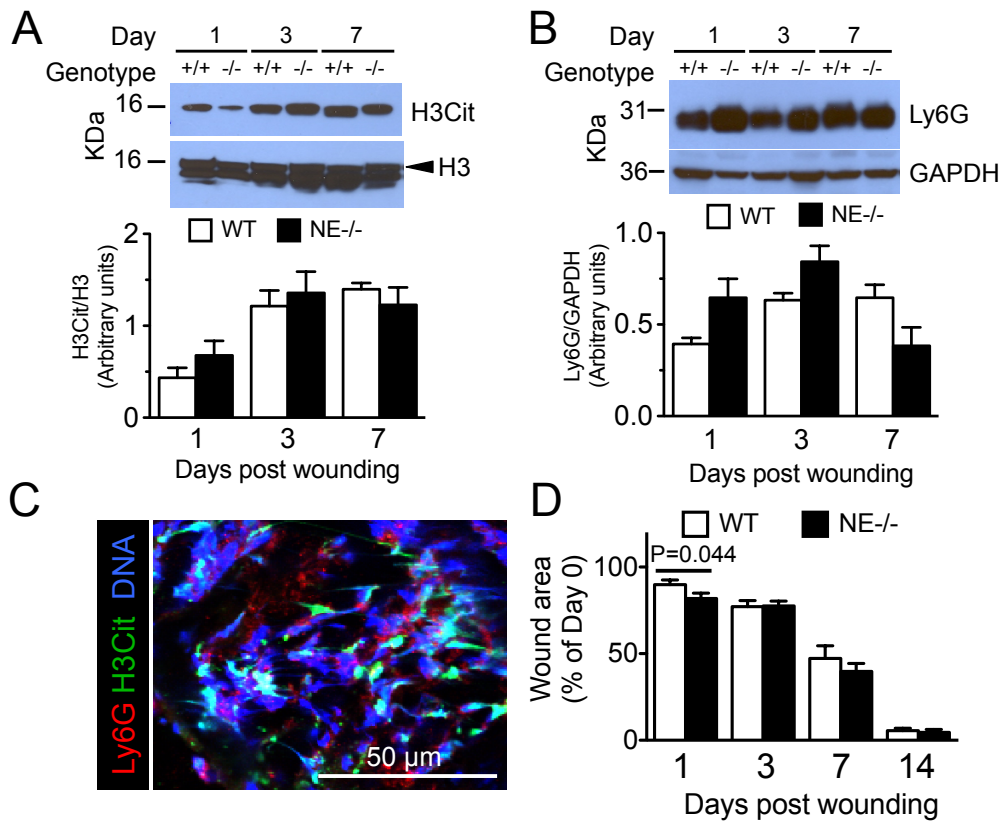 A
Day 1 3 7
Genotype +/+ -/- +/+ -/- +/+ -/-
KDa
16
H3Cit
16
H3
WT NE-/-
H3Cit/H3
(Arbitrary units)
2
1
0
1 3 7
Days post wounding
B
Day 1 3 7
Genotype +/+ -/- +/+ -/- +/+ -/-
KDa
31
Ly6G
36
GAPDH
WT NE-/-
Ly6G/GAPDH
(Arbitrary units)
1.0
0.5
0.0
1 3 7
Days post wounding
C
Ly6G H3Cit DNA
50 µm
D
WT NE-/-
P=0.044
Wound area
(% of Day 0)
100
50
0
1 3 7 14
Days post wounding